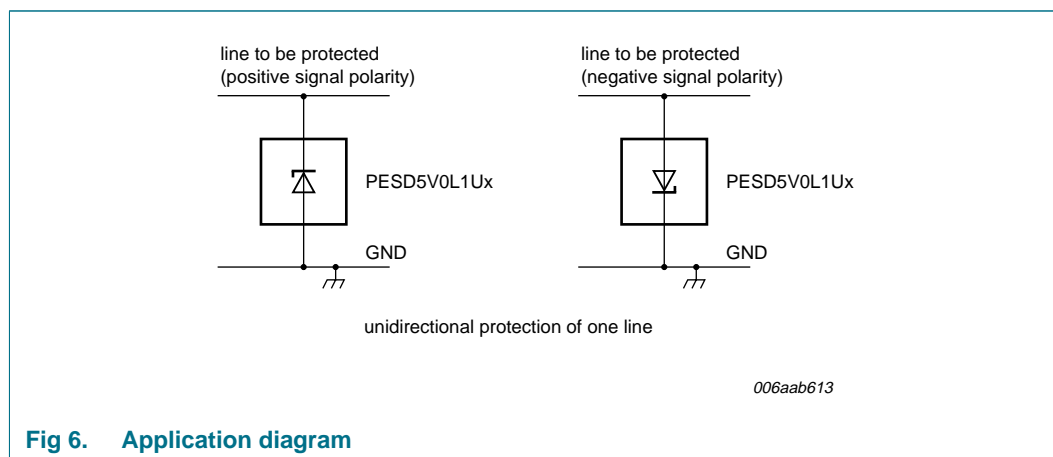 line to be protected
(positive signal polarity)
PESD5V0L1Ux
GND
line to be protected
(negative signal polarity)
PESD5V0L1Ux
GND
unidirectional protection of one line
006aab613
Fig 6. Application diagram